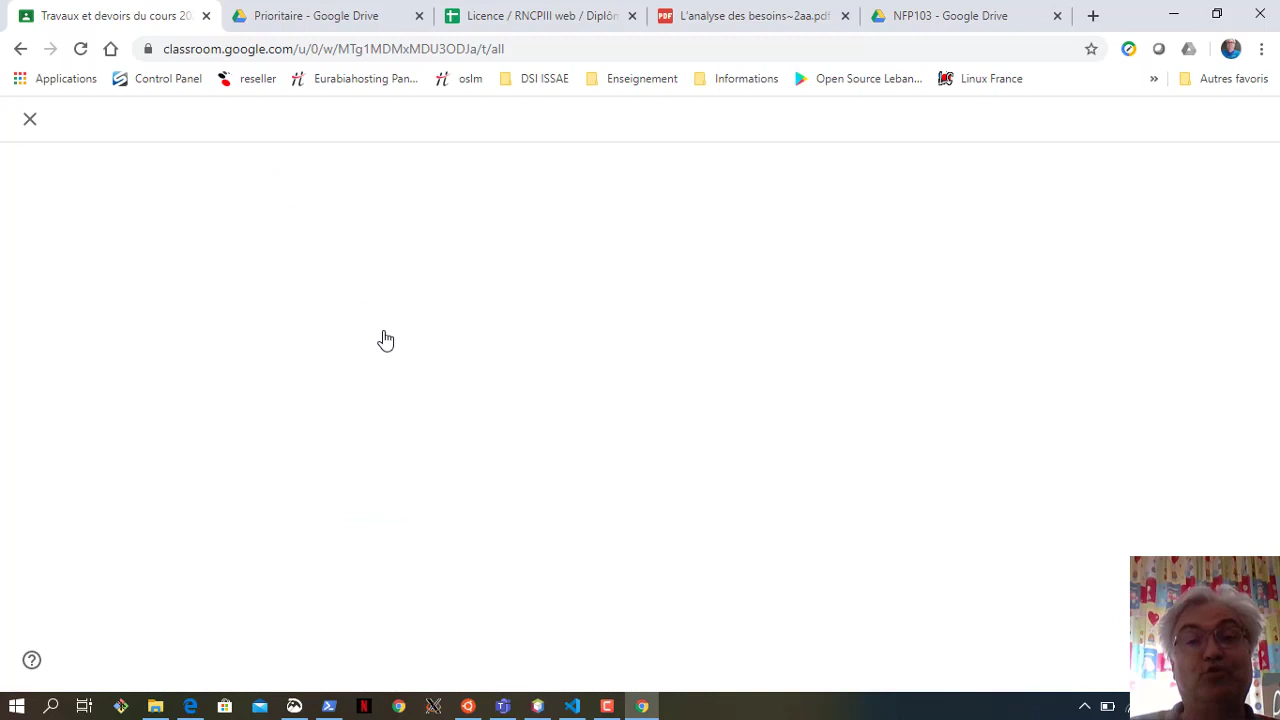 Travaux et devoirs du cours 20
Prioritaire - Google Drive
Licence / RNCPIII web / Diplôm
L'analyse des besoins~2aa.pdf
NFP105 - Google Drive
classroom.google.com/u/0/w/MTg1MDMxMDU3ODJa/t/all
Applications
Control Panel
reseller
Eurabiahosting Pan...
oslm
DSI ISSAE
Enseignement
Informations
Open Source Leban...
Linux France
»
Autres favoris